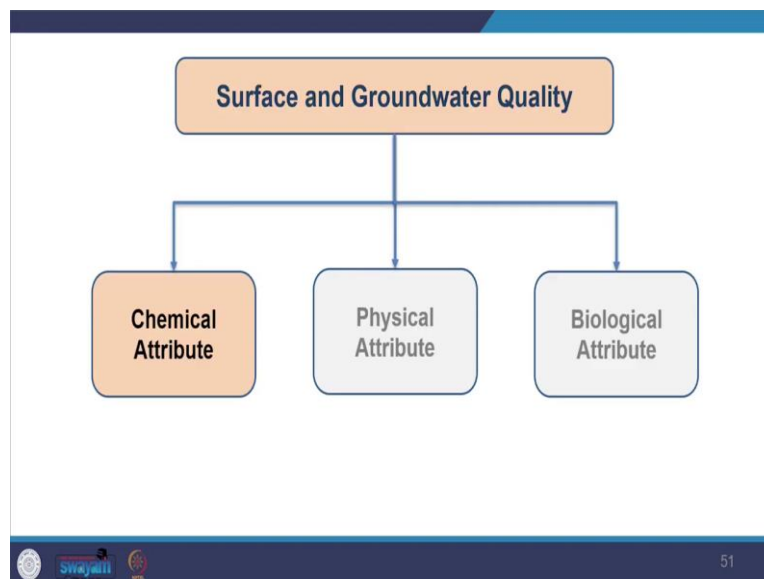 Surface and Groundwater Quality
Chemical
Attribute
Physical
Attribute
Biological
Attribute
swayam
51